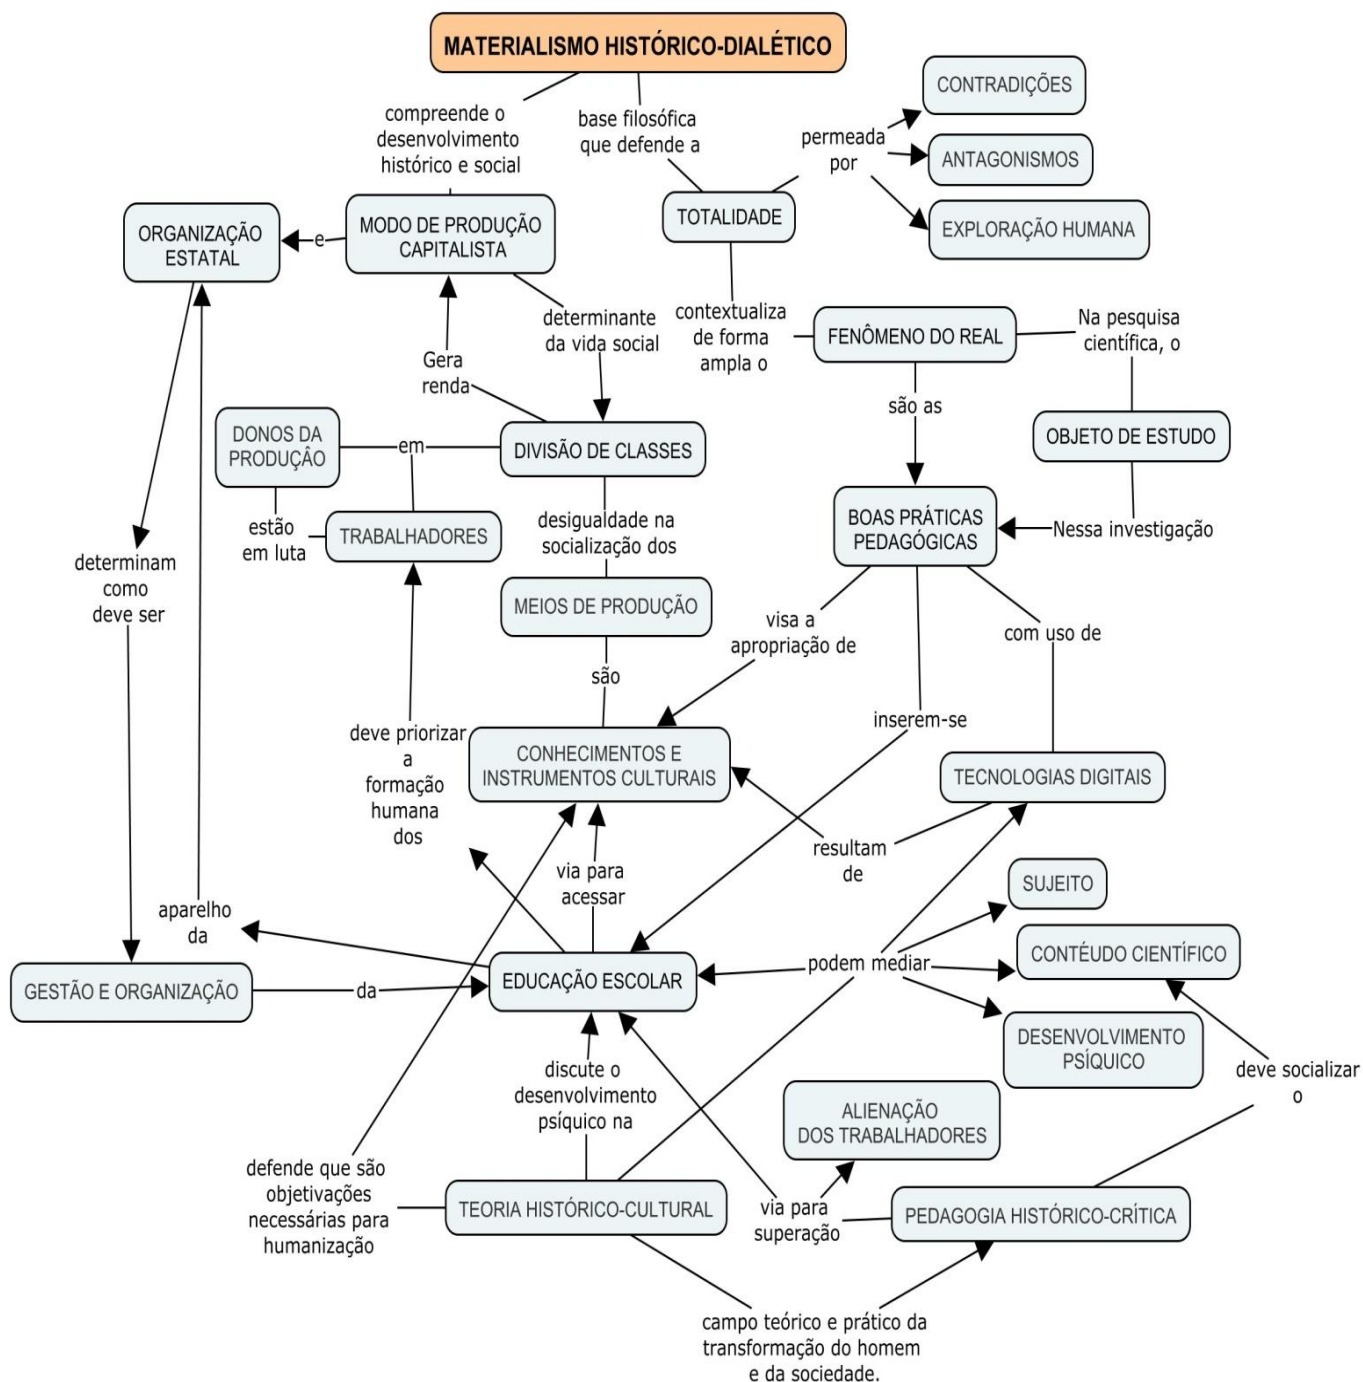 MATERIALISMO HISTÓRICO-DIALÉTICO
compreende o
desenvolvimento
histórico e social
base filosófica
que defende a
permeada
por
CONTRADIÇÕES
ANTAGONISMOS
EXPLORAÇÃO HUMANA
ORGANIZAÇÃO
ESTATAL
e
MODO DE PRODUÇÃO
CAPITALISTA
TOTALIDADE
contextualiza
de forma
ampla o
FENÔMENO DO REAL
Na pesquisa
científica, o
determinante
da vida social
Gera
renda
são as
OBJETO DE ESTUDO
DONOS DA
PRODUÇÂO
em
DIVISÃO DE CLASSES
estão
em luta
TRABALHADORES
desigualdade na
socialização dos
BOAS PRÁTICAS
PEDAGÓGICAS
Nessa investigação
determinam
como
deve ser
MEIOS DE PRODUÇÃO
visa a
apropriação de
com uso de
são
inserem-se
deve priorizar
a
formação
humana
dos
CONHECIMENTOS E
INSTRUMENTOS CULTURAIS
TECNOLOGIAS DIGITAIS
via para
acessar
resultam
de
SUJEITO
aparelho
da
CONTÉUDO CIENTÍFICO
podem mediar
EDUCAÇÃO ESCOLAR
GESTÃO E ORGANIZAÇÃO
da
DESENVOLVIMENTO
PSÍQUICO
discute o
desenvolvimento
psíquico na
deve socializar
o
ALIENAÇÃO
DOS TRABALHADORES
defende que são
objetivações
necessárias para
humanização
TEORIA HISTÓRICO-CULTURAL
via para
superação
PEDAGOGIA HISTÓRICO-CRÍTICA
campo teórico e prático da
transformação do homem
e da sociedade.